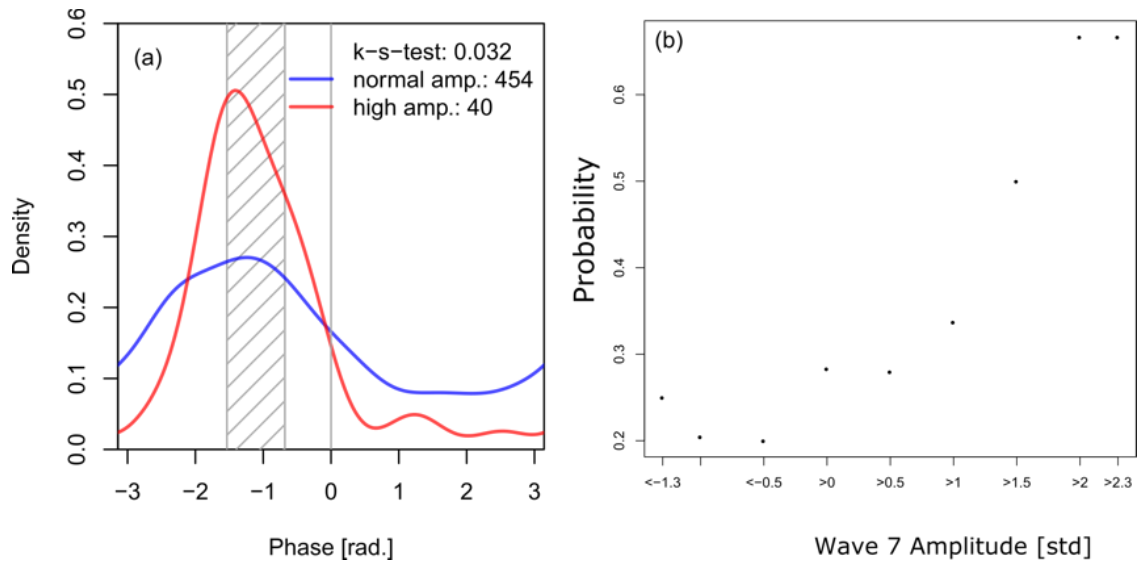 (a)
k-s-test: 0.032
normal amp.: 454
high amp.: 40
Density
0.0 0.1 0.2 0.3 0.4 0.5 0.6
−3 −2 −1 0 1 2 3
Phase [rad.]
(b)
Probability
0.2 0.3 0.4 0.5 0.6
<−1.3 <−0.5 >0 >0.5 >1 >1.5 >2 >2.3
Wave 7 Amplitude [std]